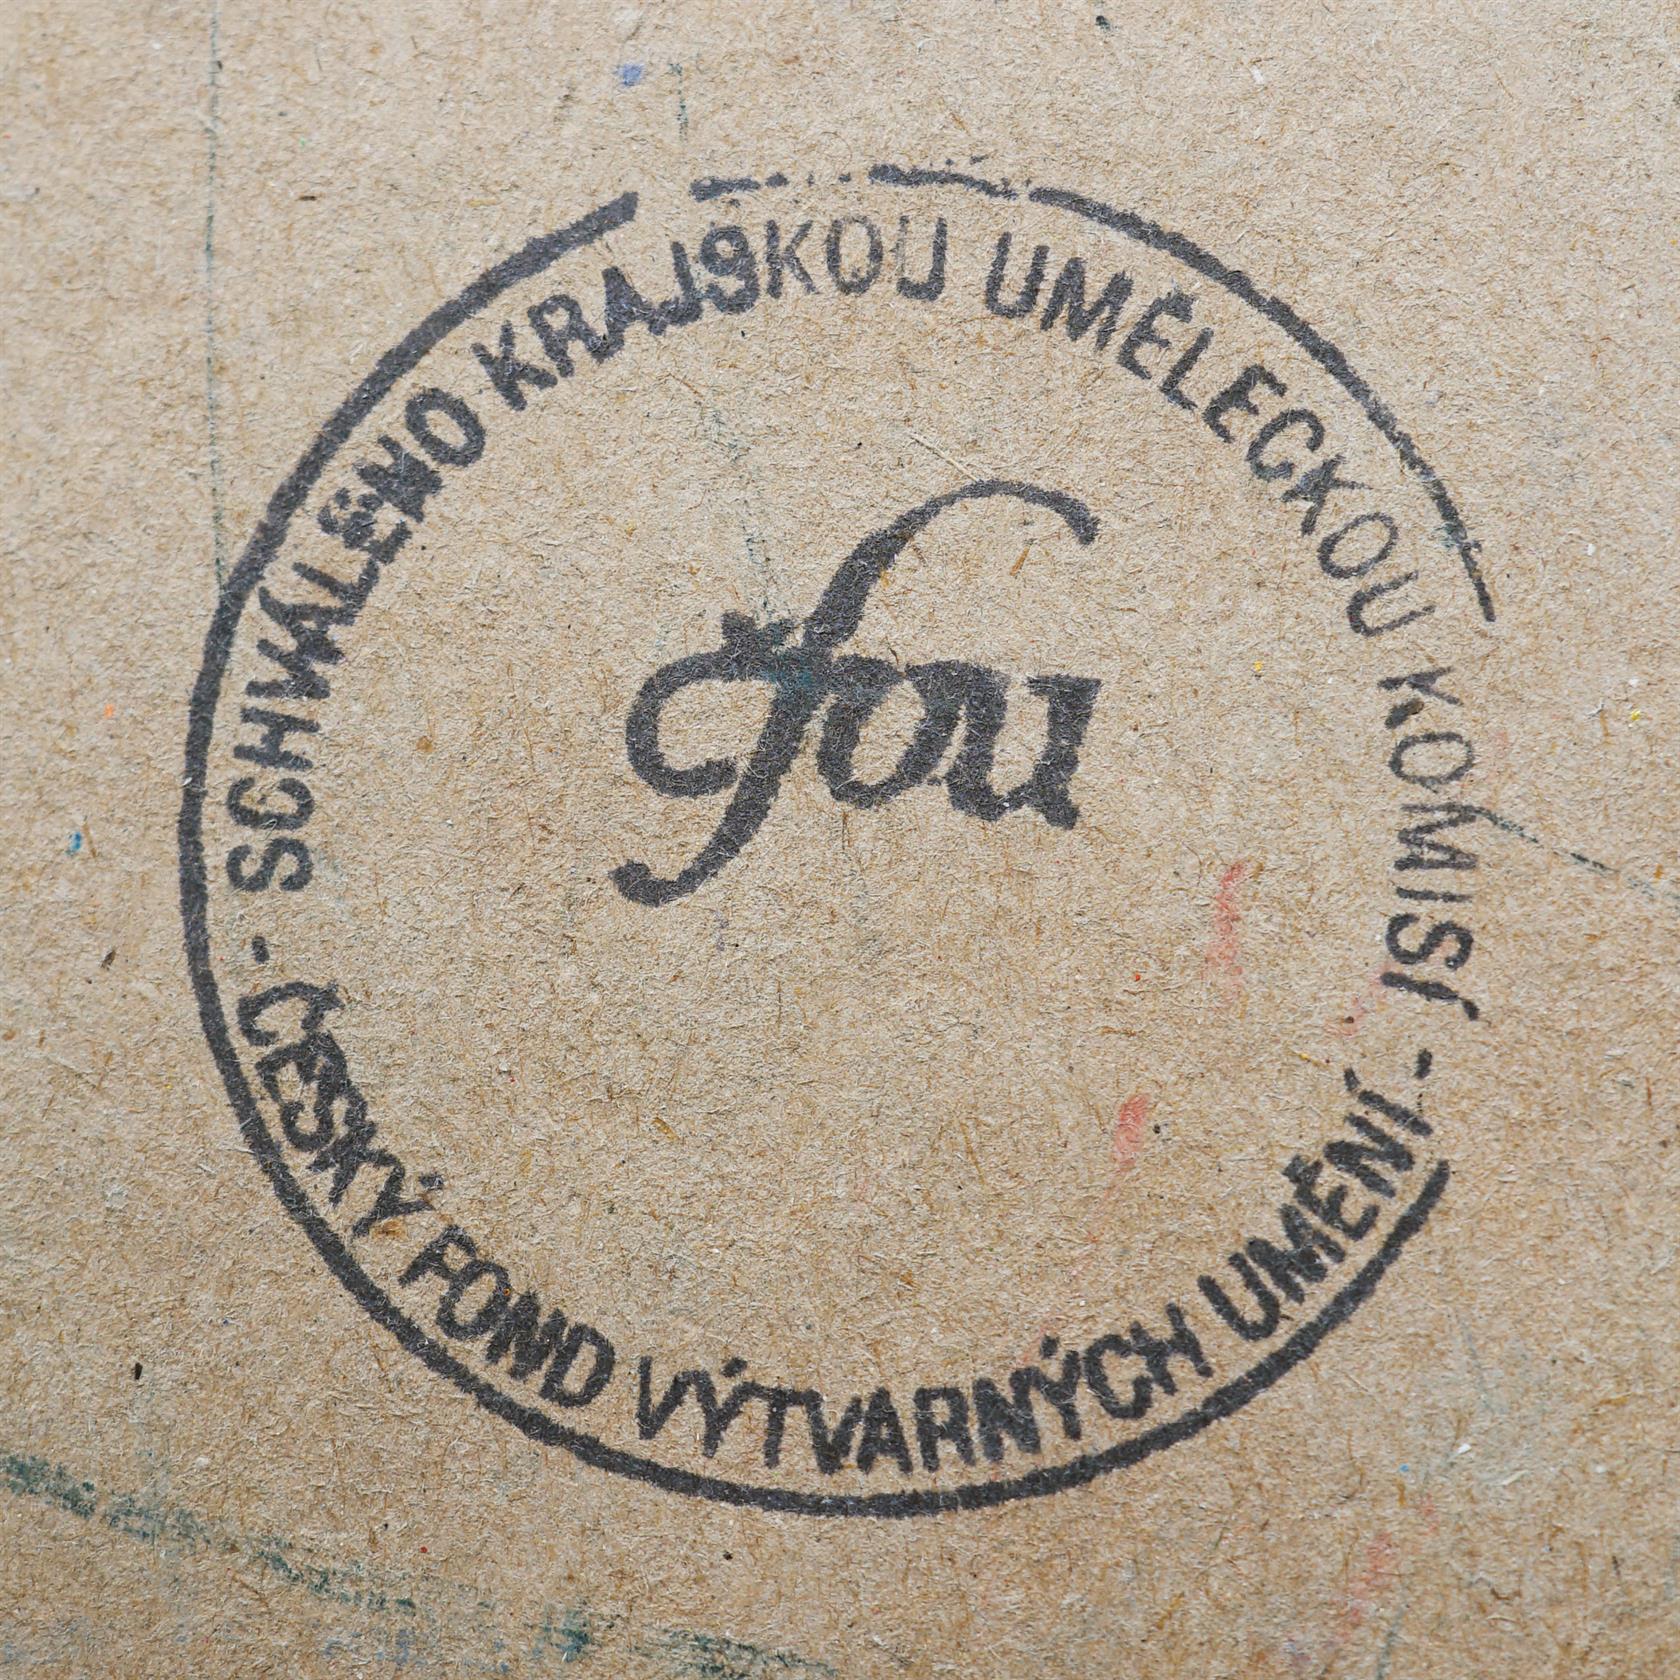 SCHVÁLENO KRAJSKOU UMĚLECKOU KOMISÍ -
čfvu
ČESKÝ FOND VÝTVARNÝCH UMĚNÍ -